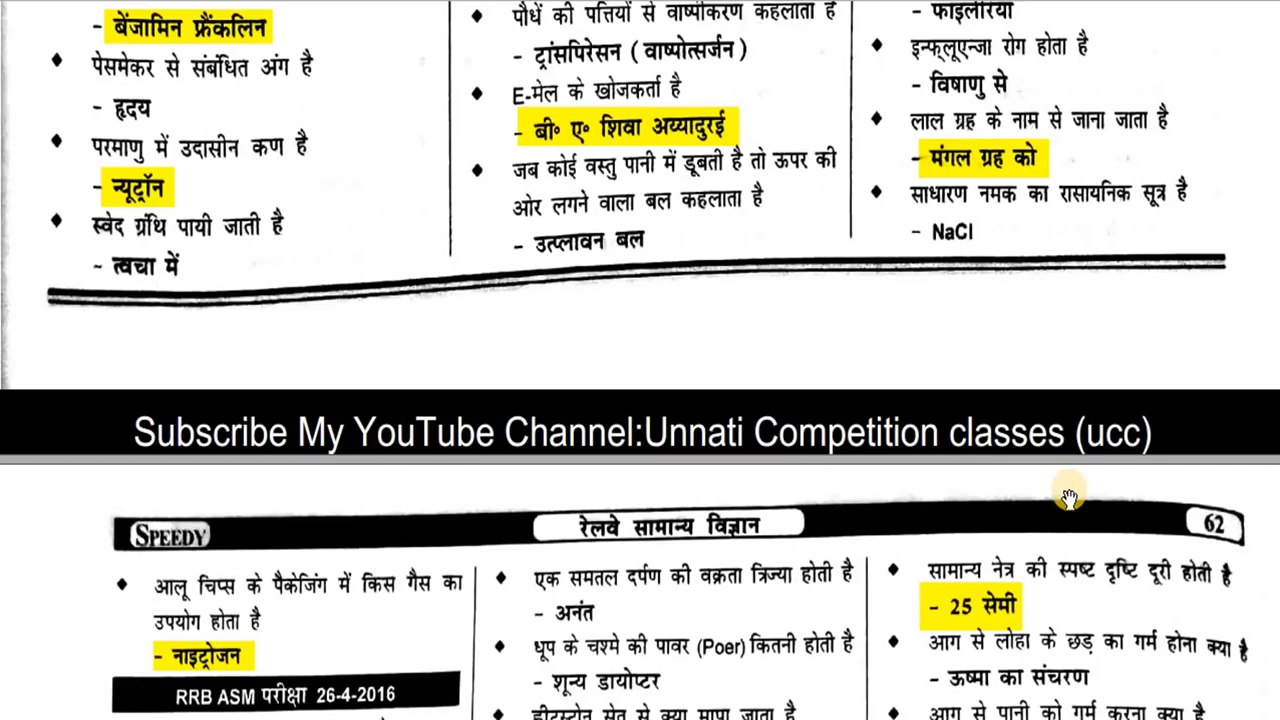 - बेंजामिन फ्रैंकलिन
पेसमेकर से संबंधित अंग है
- हृदय
परमाणु में उदासीन कण है
- न्यूट्रॉन
स्वेद ग्रंथि पायी जाती है
- त्वचा में
पौधें की पत्तियों से वाष्पीकरण कहलाता है
- ट्रांसपिरेसन (वाष्पोत्सर्जन)
E-मेल के खोजकर्ता है
- बी॰ ए॰ शिवा अय्यादुरई
जब कोई वस्तु पानी में डूबती है तो ऊपर की
ओर लगने वाला बल कहलाता है
- उत्प्लावन बल
- फाइलेरिया
इन्फ्लूएन्जा रोग होता है
- विषाणु से
लाल ग्रह के नाम से जाना जाता है
- मंगल ग्रह को
साधारण नमक का रासायनिक सूत्र है
- NaCl
Subscribe My YouTube Channel:Unnati Competition classes (ucc)
SPEEDY
रेलवे सामान्य विज्ञान
62
आलू चिप्स के पैकेजिंग में किस गैस का
उपयोग होता है
- नाइट्रोजन
RRB ASM परीक्षा 26-4-2016
एक समतल दर्पण की वक्रता त्रिज्या होती है
- अनंत
धूप के चश्मे की पावर (Poer) कितनी होती है
- शून्य डायोप्टर
ह्वीटस्टोन सेतु से क्या मापा जाता है
सामान्य नेत्र की स्पष्ट दृष्टि दूरी होती है
- 25 सेमी
आग से लोहा के छड़ का गर्म होना क्या है
- ऊष्मा का संचरण
आग से पानी को गर्म करना क्या है